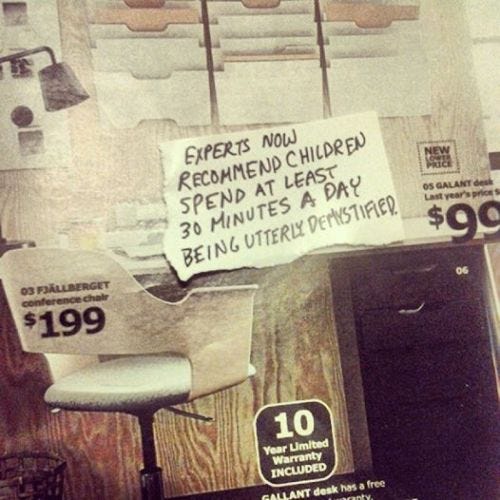 EXPERTS NOW
RECOMMEND CHILDREN
SPEND AT LEAST
30 MINUTES A DAY
BEING UTTERLY DEMYSTIFIED.
NEW
LOWER
PRICE
05 GALANT desk
Last year's price $
$99
03 FJÄLLBERGET
conference chair
$199
06
10
Year Limited
Warranty
INCLUDED
GALLANT desk has a free
warranty.